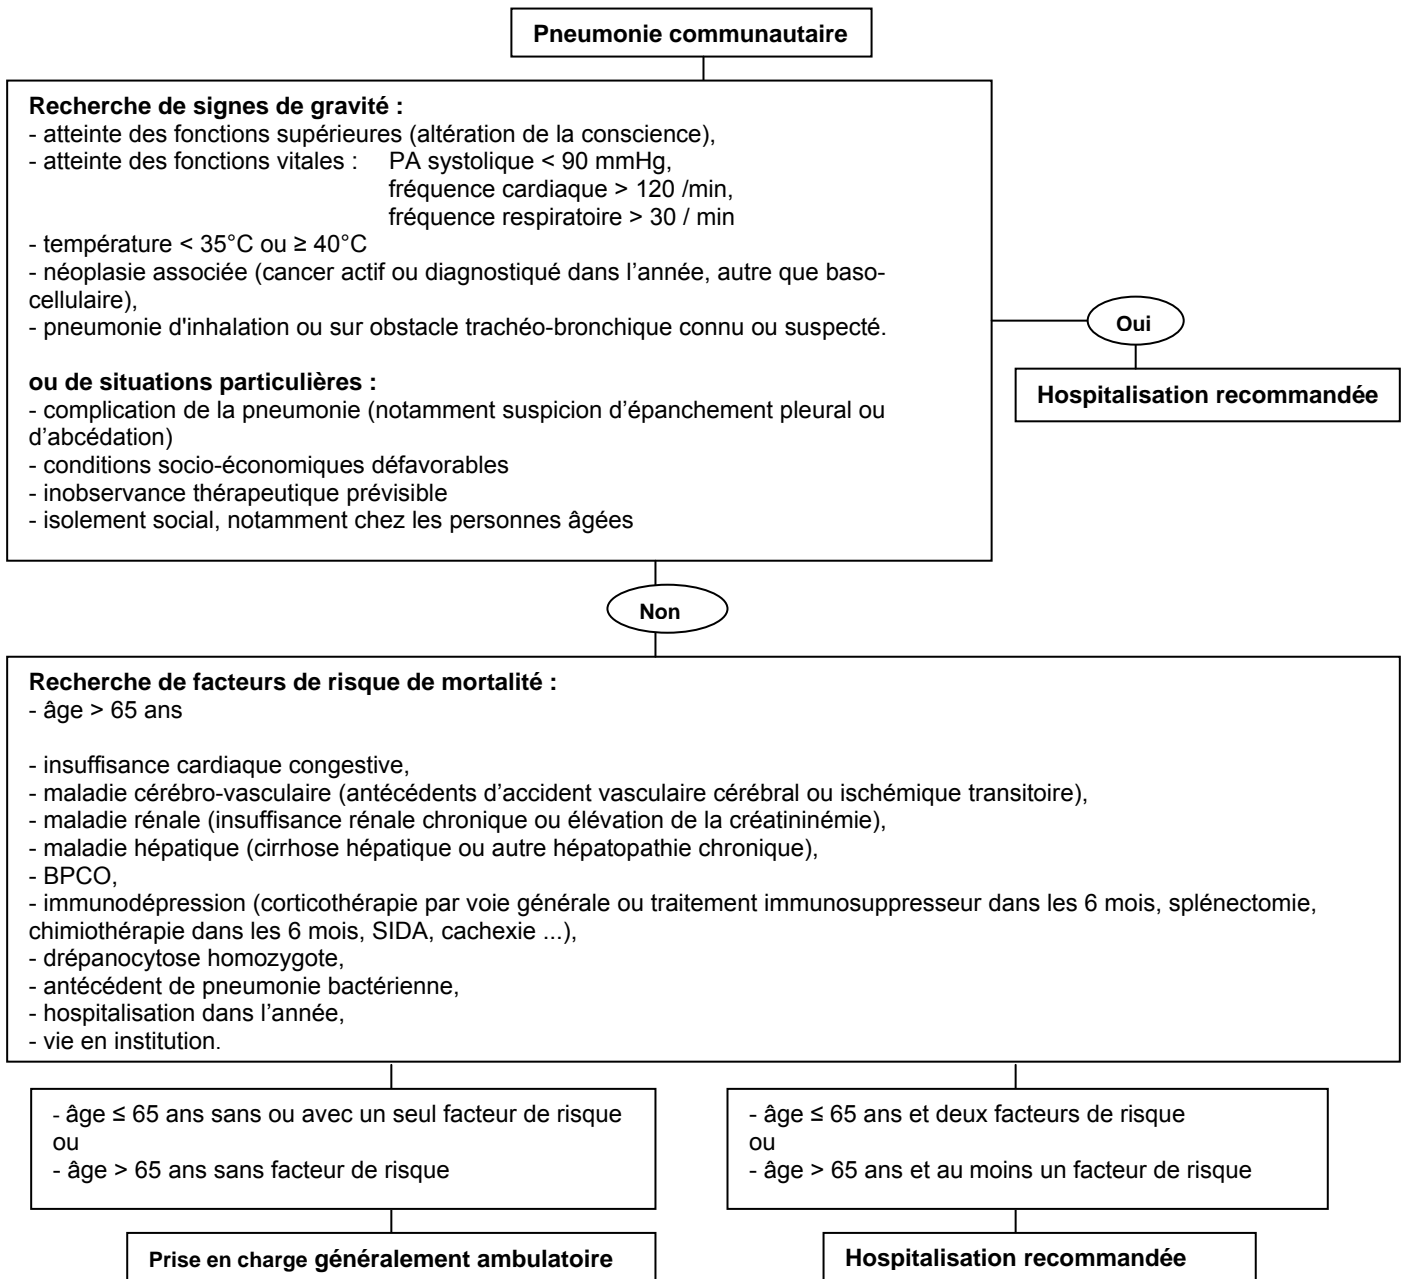 Pneumonie communautaire
Recherche de signes de gravité :
- atteinte des fonctions supérieures (altération de la conscience),
- atteinte des fonctions vitales : PA systolique < 90 mmHg,
fréquence cardiaque > 120 /min,
fréquence respiratoire > 30 / min
- température < 35°C ou ≥ 40°C
- néoplasie associée (cancer actif ou diagnostiqué dans l’année, autre que baso-
cellulaire),
- pneumonie d'inhalation ou sur obstacle trachéo-bronchique connu ou suspecté.
ou de situations particulières :
- complication de la pneumonie (notamment suspicion d’épanchement pleural ou
d’abcédation)
- conditions socio-économiques défavorables
- inobservance thérapeutique prévisible
- isolement social, notamment chez les personnes âgées
Oui
Hospitalisation recommandée
Non
Recherche de facteurs de risque de mortalité :
- âge > 65 ans
- insuffisance cardiaque congestive,
- maladie cérébro-vasculaire (antécédents d’accident vasculaire cérébral ou ischémique transitoire),
- maladie rénale (insuffisance rénale chronique ou élévation de la créatininémie),
- maladie hépatique (cirrhose hépatique ou autre hépatopathie chronique),
- BPCO,
- immunodépression (corticothérapie par voie générale ou traitement immunosuppresseur dans les 6 mois, splénectomie,
chimiothérapie dans les 6 mois, SIDA, cachexie ...),
- drépanocytose homozygote,
- antécédent de pneumonie bactérienne,
- hospitalisation dans l’année,
- vie en institution.
- âge ≤ 65 ans sans ou avec un seul facteur de risque
ou
- âge > 65 ans sans facteur de risque
- âge ≤ 65 ans et deux facteurs de risque
ou
- âge > 65 ans et au moins un facteur de risque
Prise en charge généralement ambulatoire
Hospitalisation recommandée